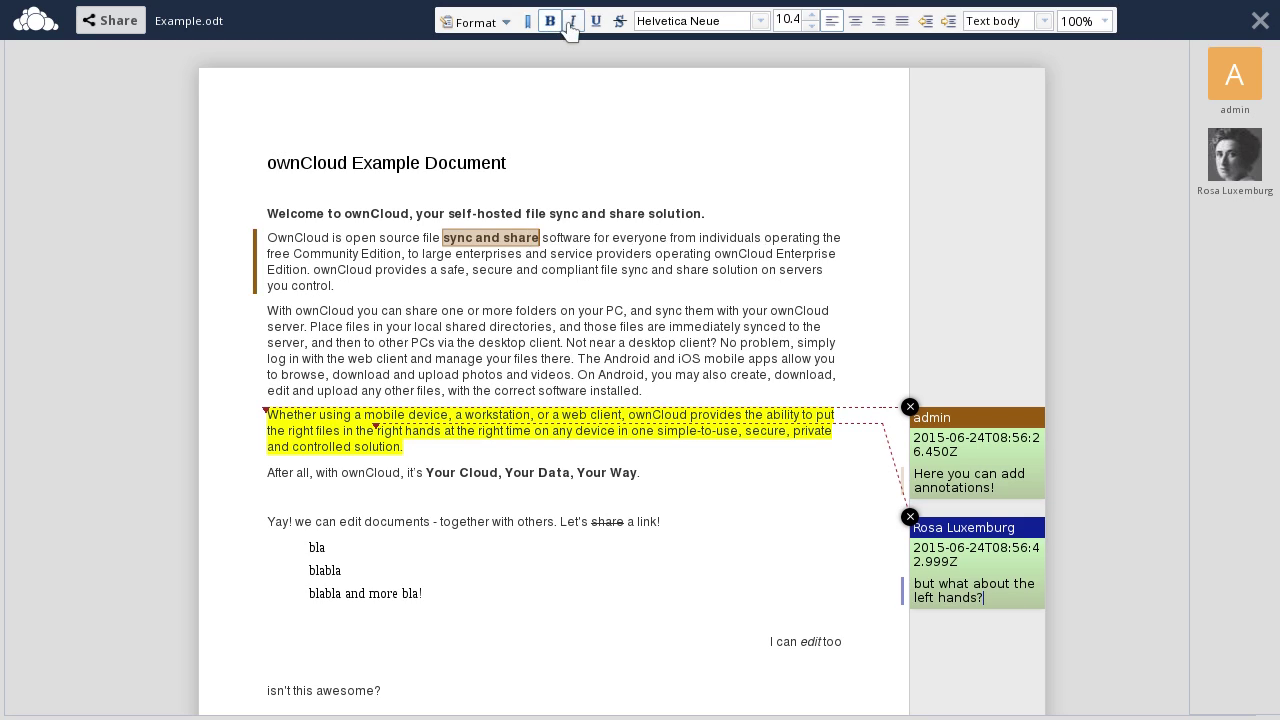 Share
Example.odt
Format
B
I
U
S
Helvetica Neue
10.4
Text body
100%
A
admin
Rosa Luxemburg
ownCloud Example Document
Welcome to ownCloud, your self-hosted file sync and share solution.
OwnCloud is open source file sync and share software for everyone from individuals operating the
free Community Edition, to large enterprises and service providers operating ownCloud Enterprise
Edition. ownCloud provides a safe, secure and compliant file sync and share solution on servers
you control.
With ownCloud you can share one or more folders on your PC, and sync them with your ownCloud
server. Place files in your local shared directories, and those files are immediately synced to the
server, and then to other PCs via the desktop client. Not near a desktop client? No problem, simply
log in with the web client and manage your files there. The Android and iOS mobile apps allow you
to browse, download and upload photos and videos. On Android, you may also create, download,
edit and upload any other files, with the correct software installed.
Whether using a mobile device, a workstation, or a web client, ownCloud provides the ability to put
the right files in the right hands at the right time on any device in one simple-to-use, secure, private
and controlled solution.
After all, with ownCloud, it's Your Cloud, Your Data, Your Way.
Yay! we can edit documents - together with others. Let's share a link!
bla
blabla
blabla and more bla!
I can edit too
isn't this awesome?
admin
2015-06-24T08:56:2
6.450Z
Here you can add
annotations!
Rosa Luxemburg
2015-06-24T08:56:4
2.999Z
but what about the
left hands?